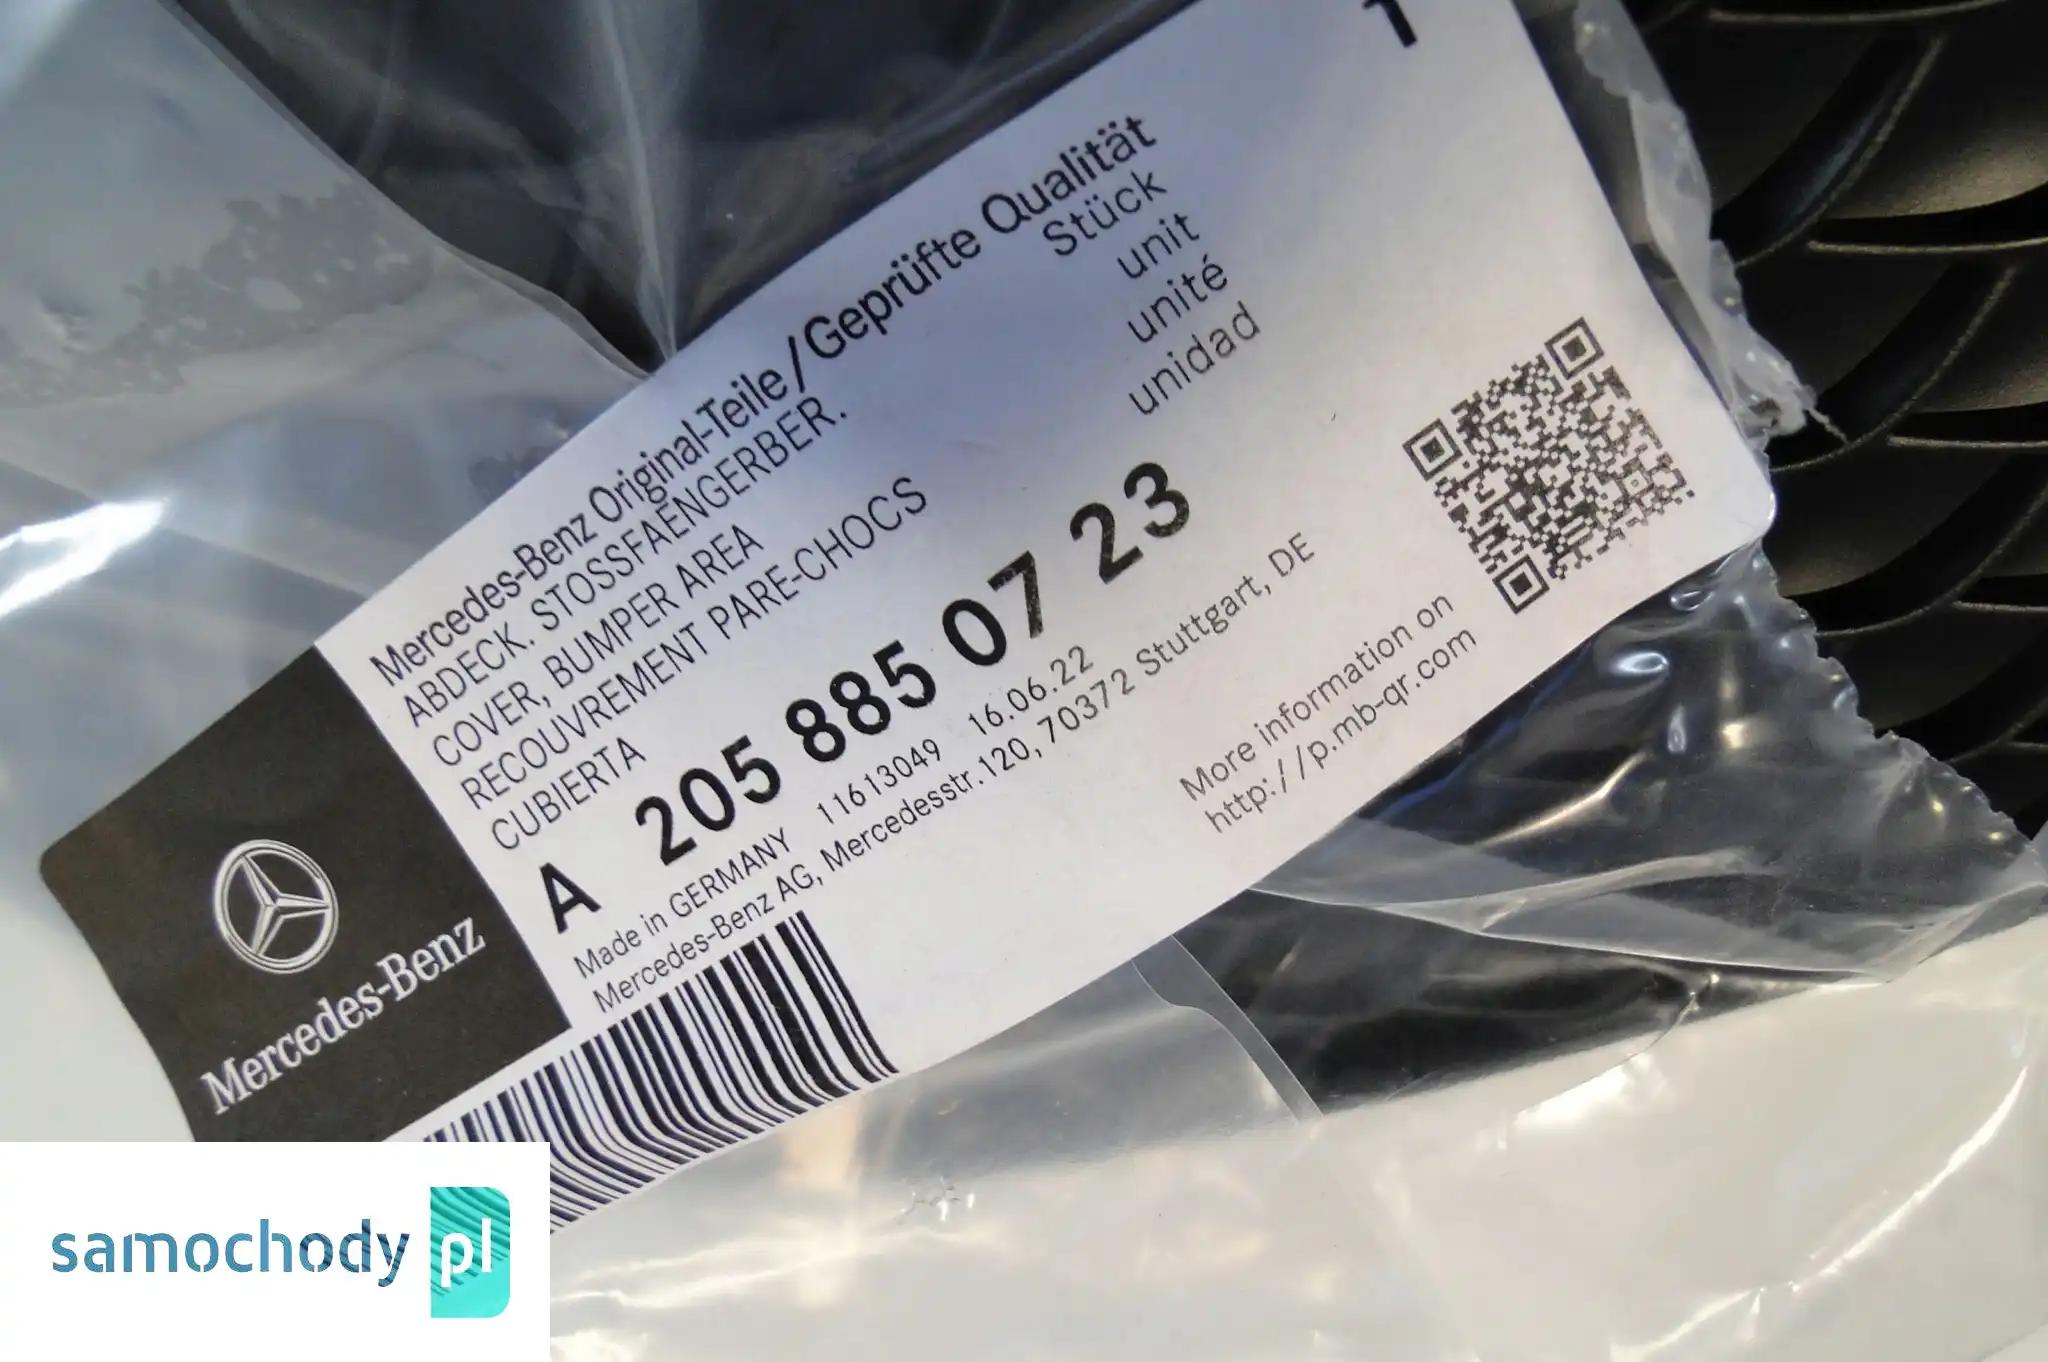 1
Mercedes-Benz Original-Teile/Geprüfte Qualität
ABDECK. STOSSFAENGERBER.
Stück
COVER, BUMPER AREA
unit
RECOUVREMENT PARE-CHOCS
unité
CUBIERTA
unidad
A 205 885 07 23
Made in GERMANY 11613049 16.06.22
Mercedes-Benz AG, Mercedesstr.120, 70372 Stuttgart, DE
More information on
http://p.mb-qr.com
Mercedes-Benz
samochody pl